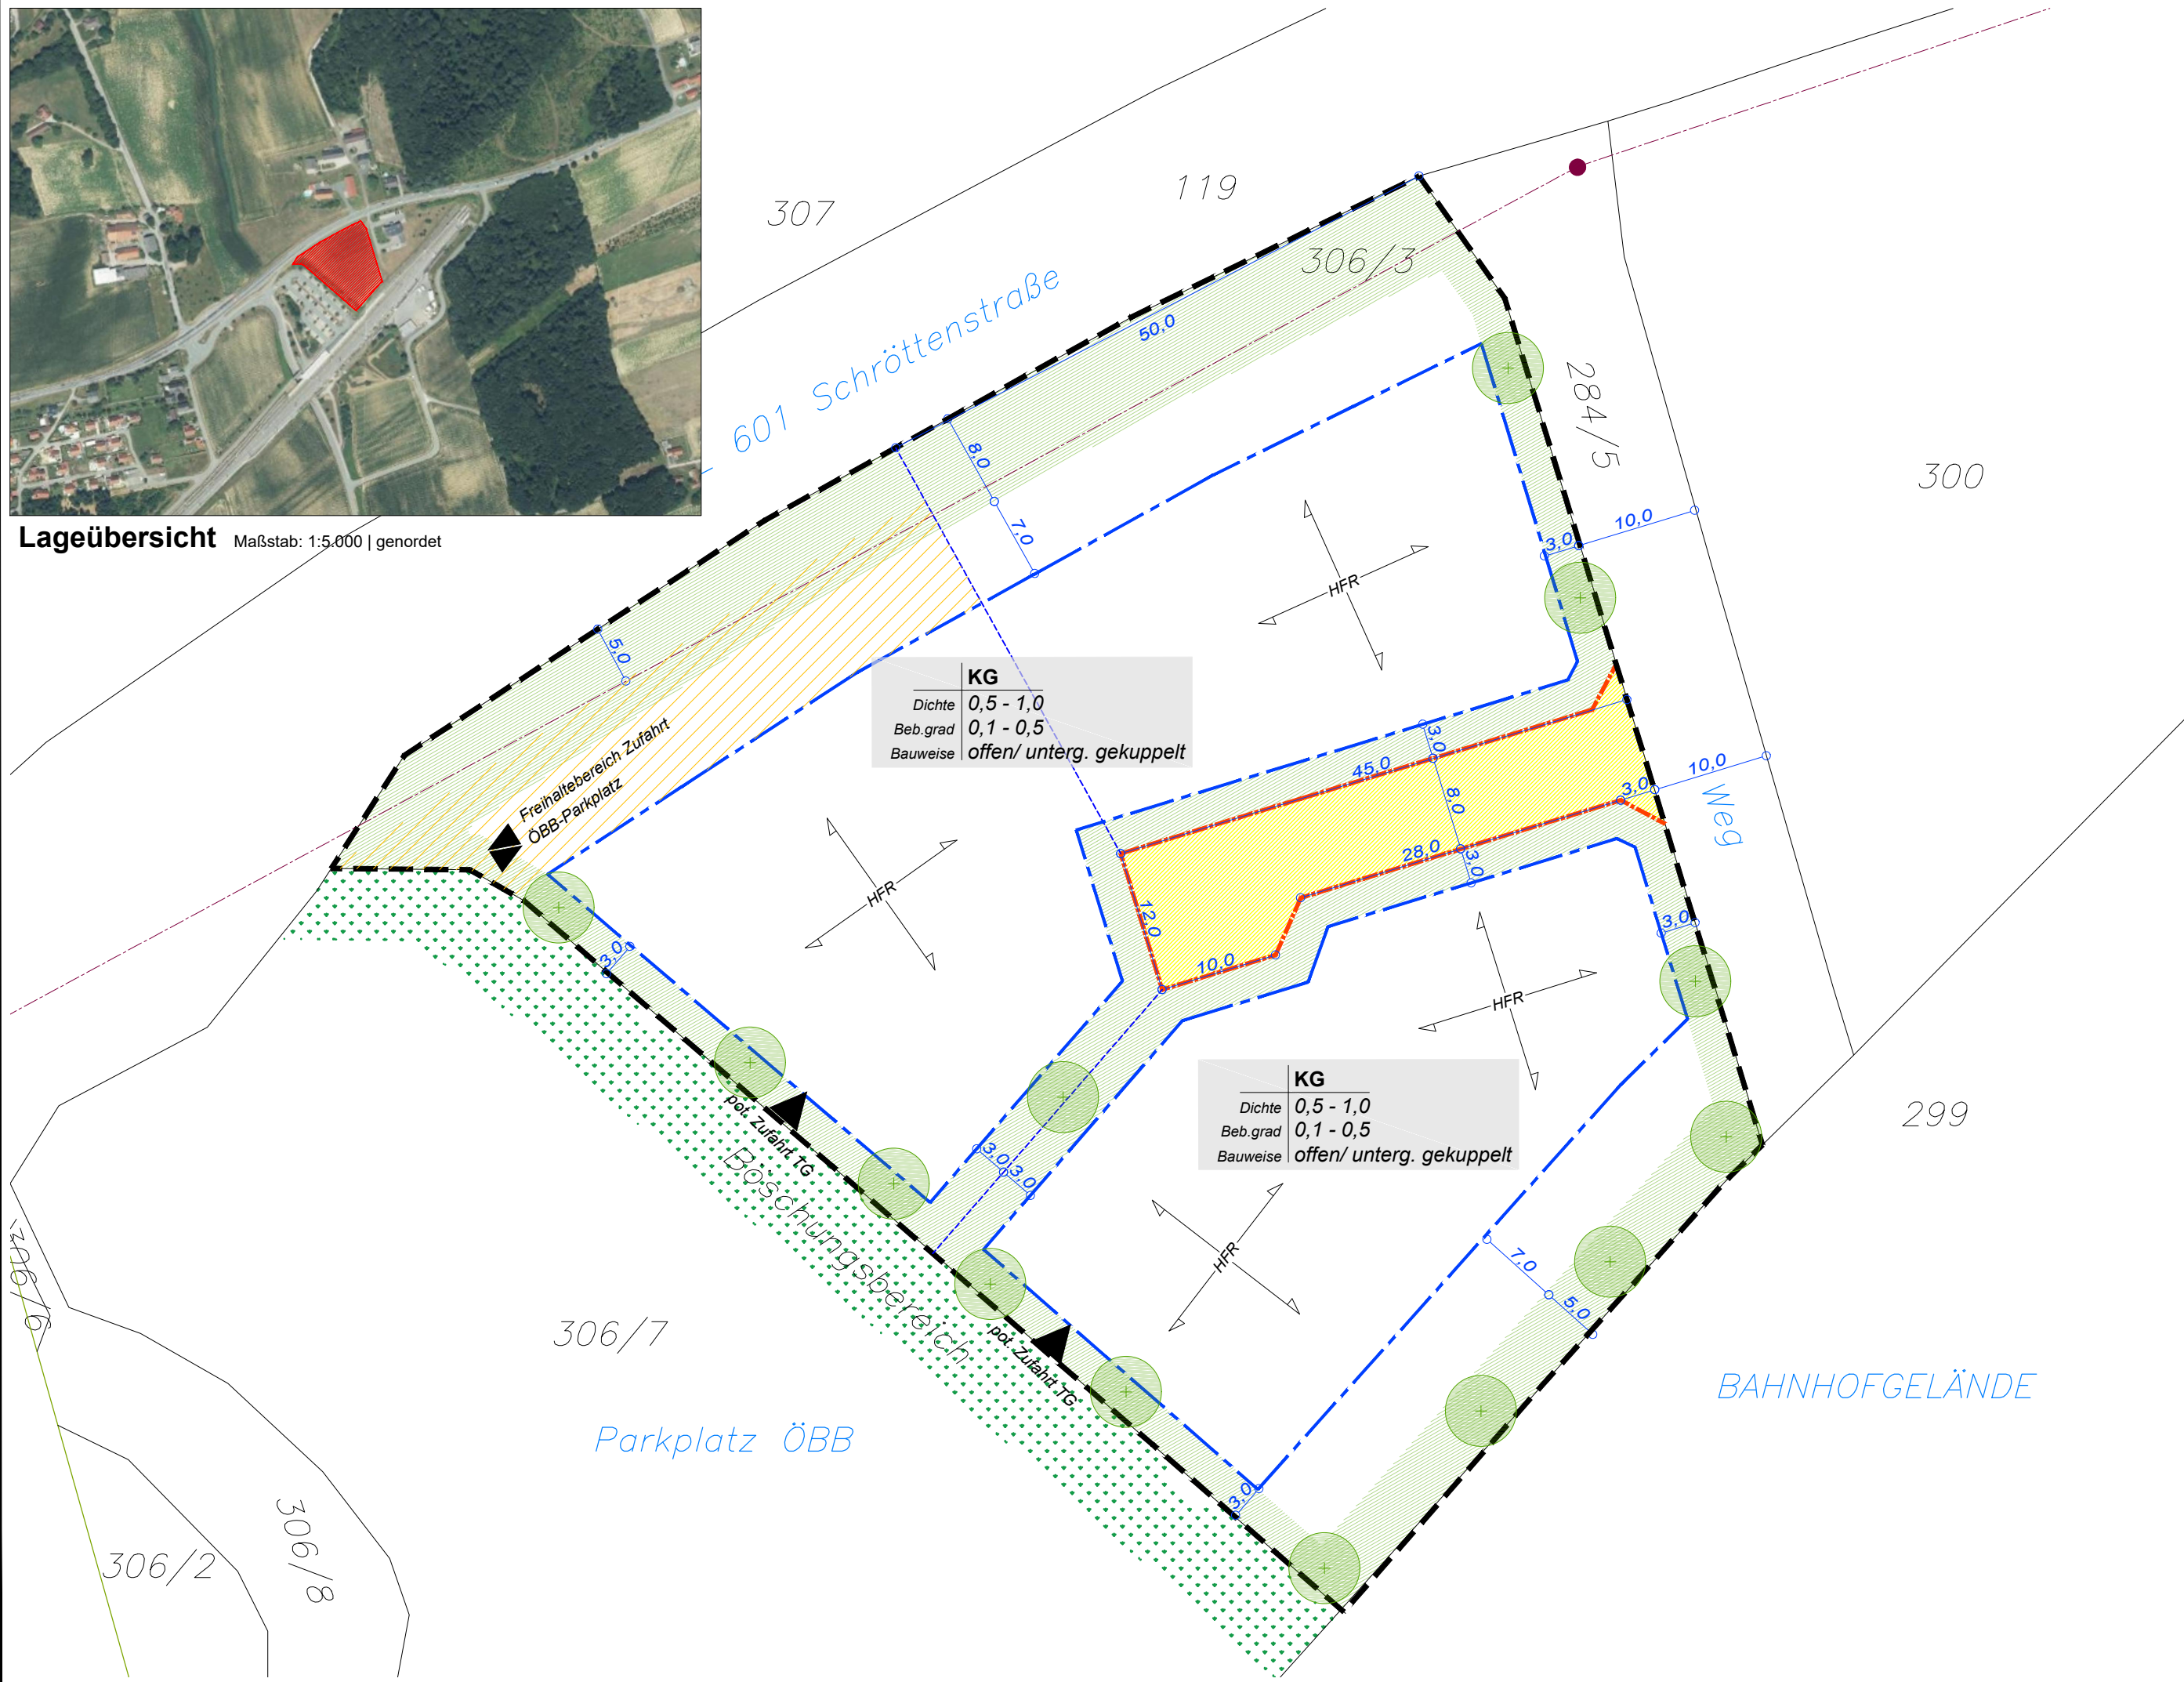 Lageübersicht Maßstab: 1:5.000 | genordet
307
119
306/3
601 Schröttenstraße
50,0
284/5
300
8,0
7,0
10,0
3,0
5,0
HFR
KG
Dichte 0,5 - 1,0
Beb.grad 0,1 - 0,5
Bauweise offen/ unterg. gekuppelt
Freihaltebereich Zufahrt
ÖBB-Parkplatz
3,0
45,0
8,0
10,0
3,0
Weg
28,0
3,0
HFR
12,0
10,0
3,0
3,0
HFR
KG
Dichte 0,5 - 1,0
Beb.grad 0,1 - 0,5
Bauweise offen/ unterg. gekuppelt
299
pot. Zufahrt TG
Böschungsbereich
3,0
3,0
HFR
7,0
5,0
306/6
306/7
pot. Zufahrt TG
BAHNHOFGELÄNDE
Parkplatz ÖBB
3,0
306/2
306/8